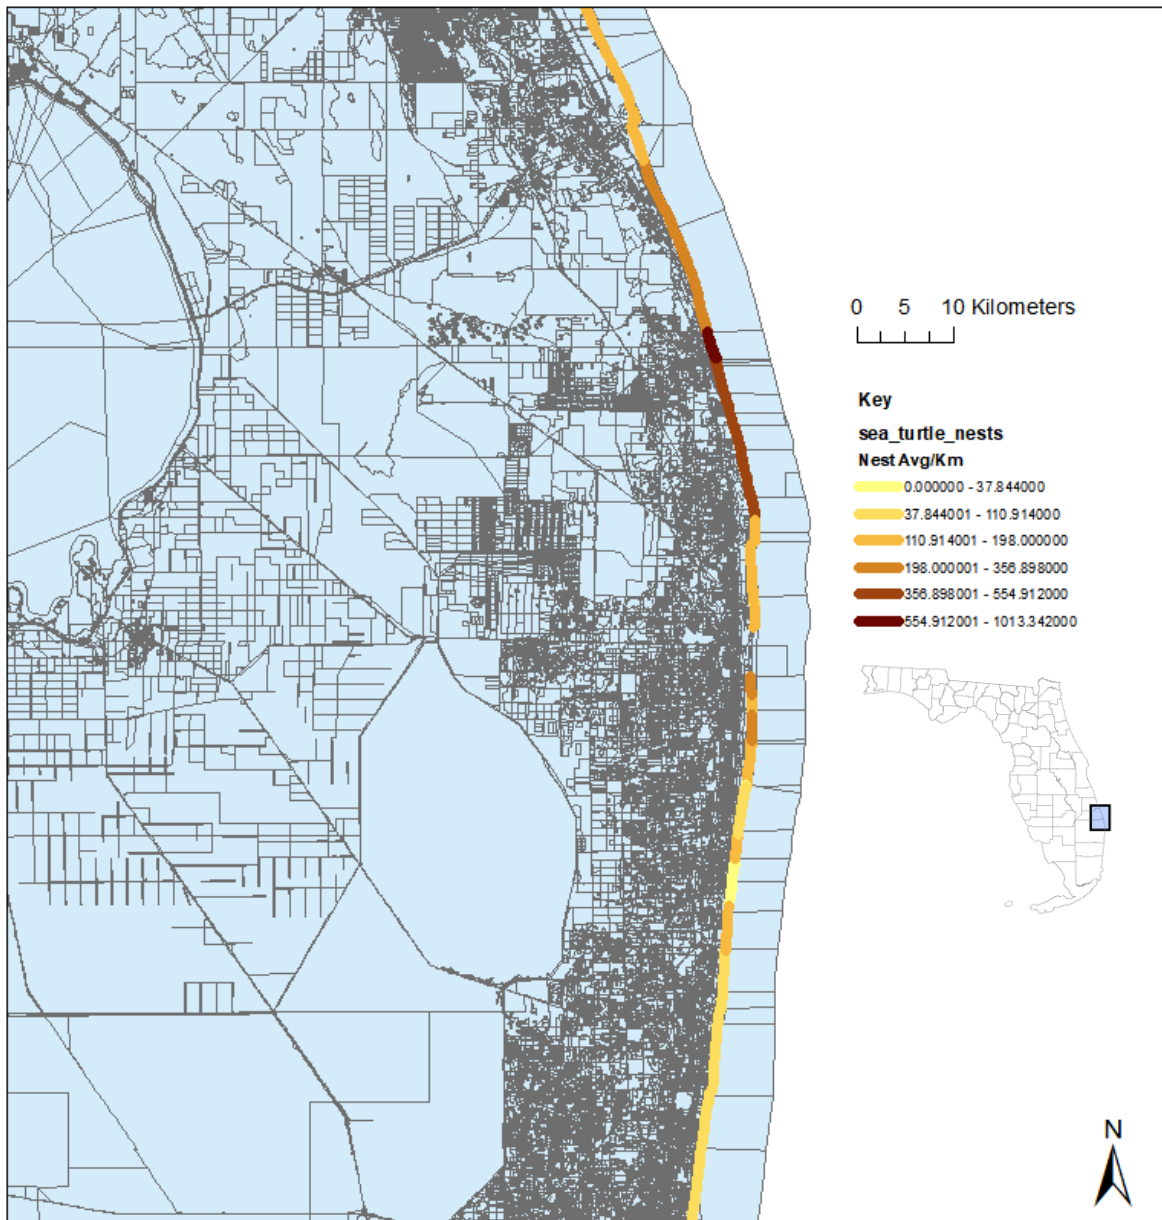 0 5 10 Kilometers
Key
sea_turtle_nests
Nest Avg/Km
0.000000 - 37.844000
37.844001 - 110.914000
110.914001 - 198.000000
198.000001 - 356.898000
356.898001 - 554.912000
554.912001 - 1013.342000
N